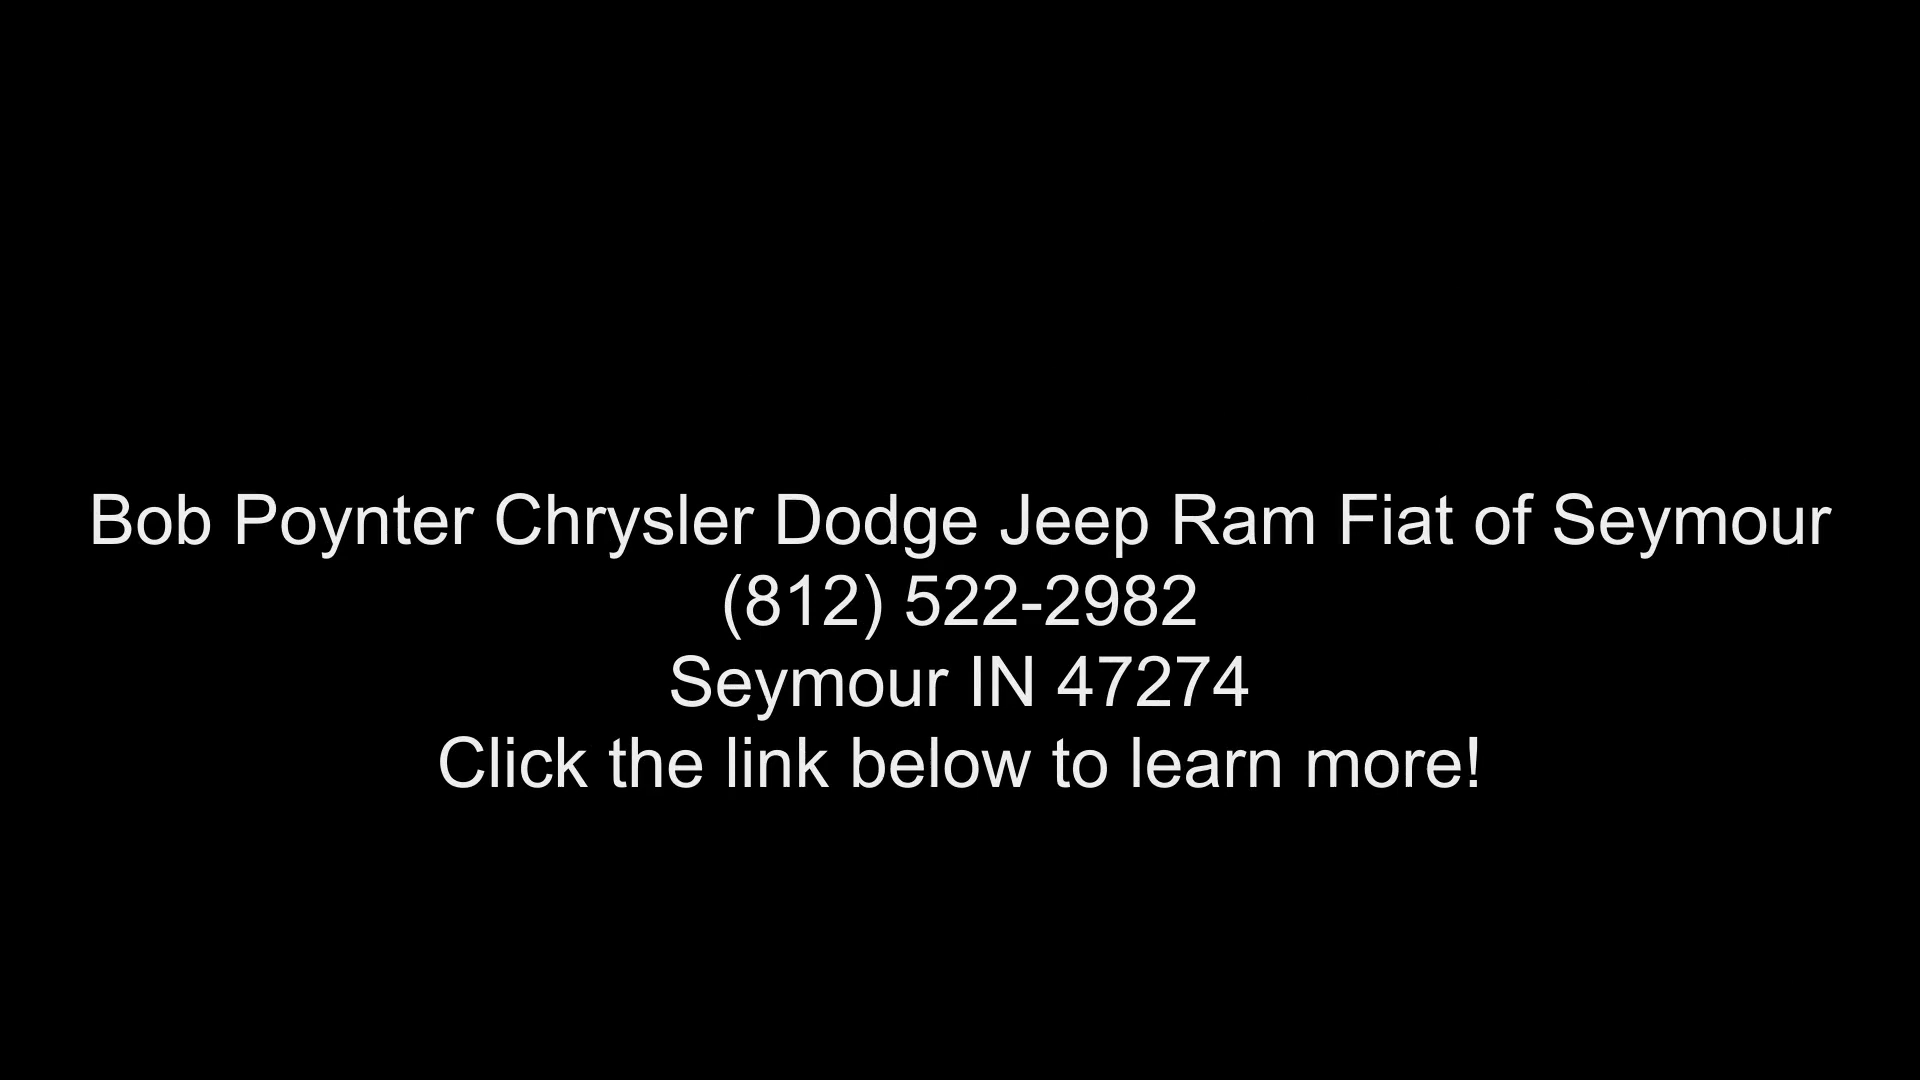 Bob Poynter Chrysler Dodge Jeep Ram Fiat of Seymour
(812) 522-2982
Seymour IN 47274
Click the link below to learn more!